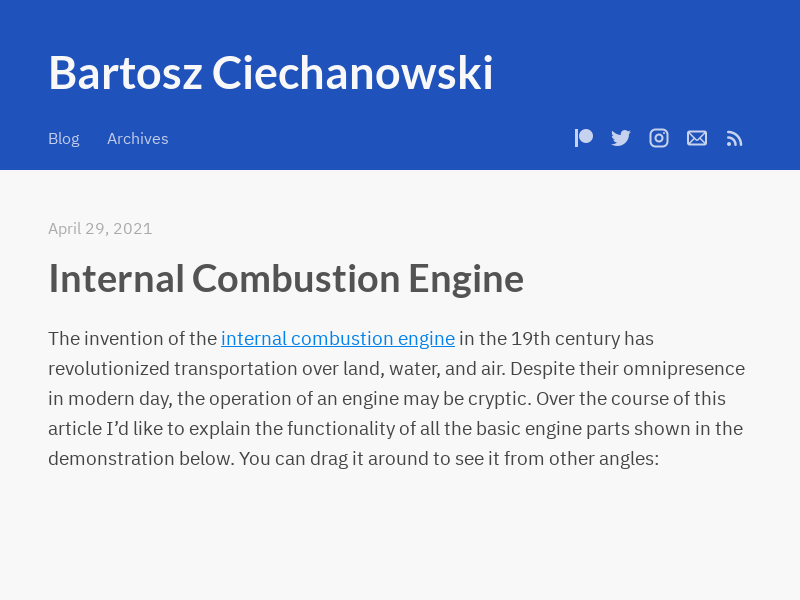 Bartosz Ciechanowski
Blog Archives
April 29, 2021
Internal Combustion Engine
The invention of the internal combustion engine in the 19th century has
revolutionized transportation over land, water, and air. Despite their omnipresence
in modern day, the operation of an engine may be cryptic. Over the course of this
article I’d like to explain the functionality of all the basic engine parts shown in the
demonstration below. You can drag it around to see it from other angles: